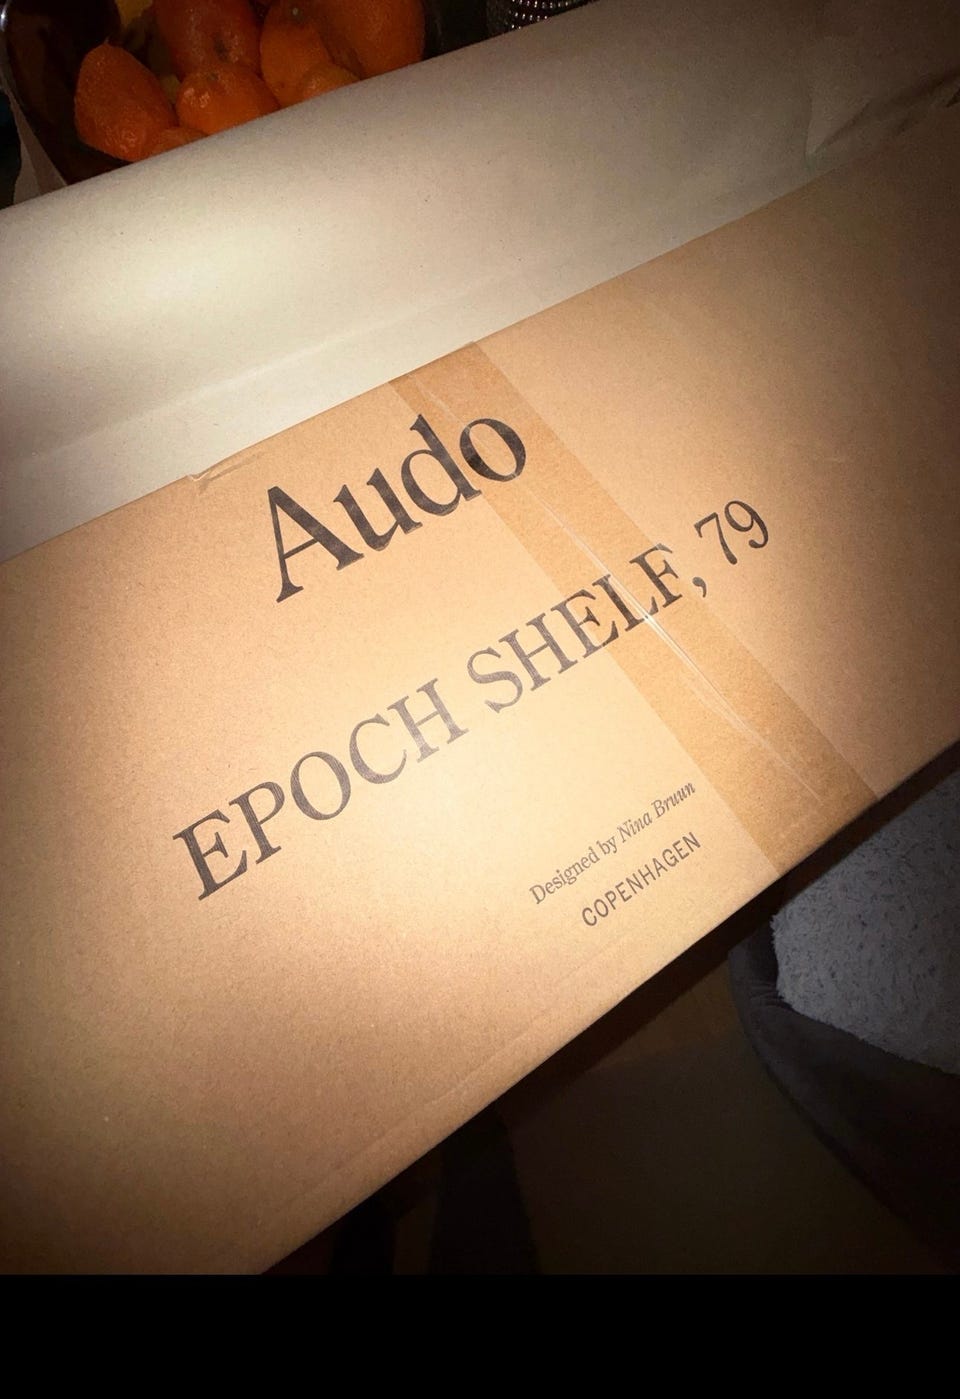 Audo
EPOCH SHELF, 79
Designed by Nina Bruun
COPENHAGEN